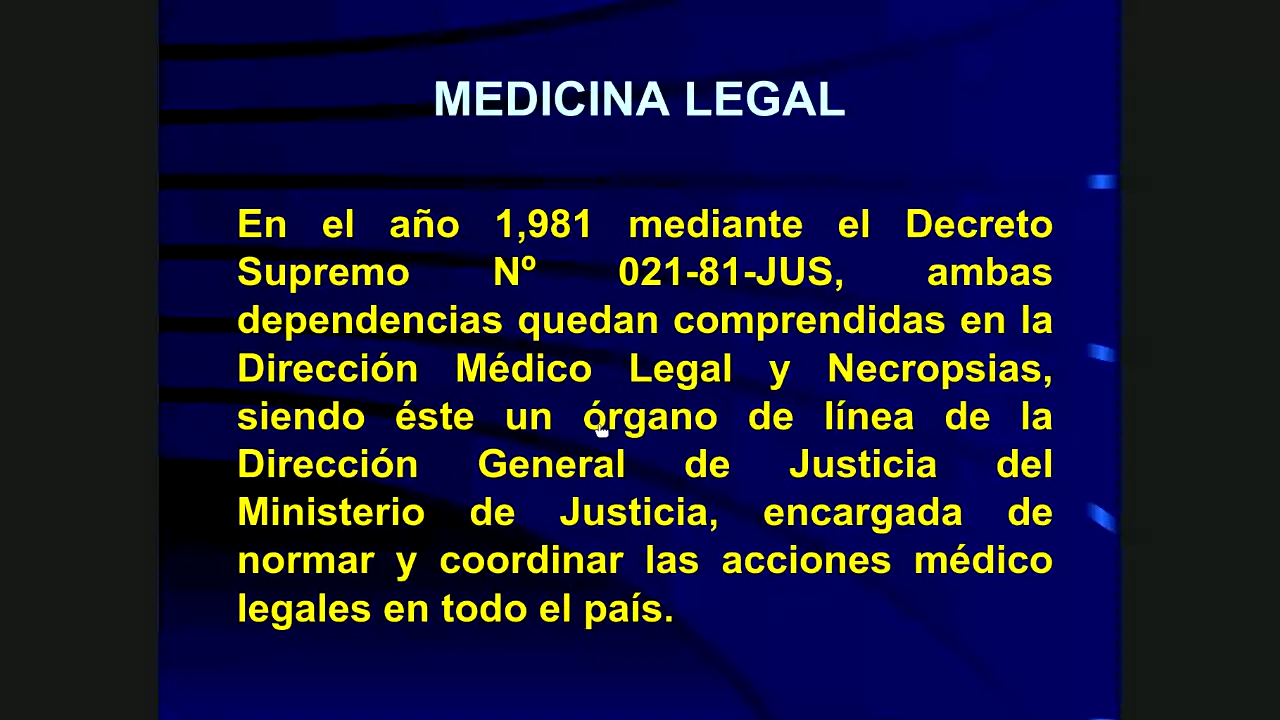 MEDICINA LEGAL
En el año 1,981 mediante el Decreto
Supremo Nº 021-81-JUS, ambas
dependencias quedan comprendidas en la
Dirección Médico Legal y Necropsias,
siendo éste un órgano de línea de la
Dirección General de Justicia del
Ministerio de Justicia, encargada de
normar y coordinar las acciones médico
legales en todo el país.